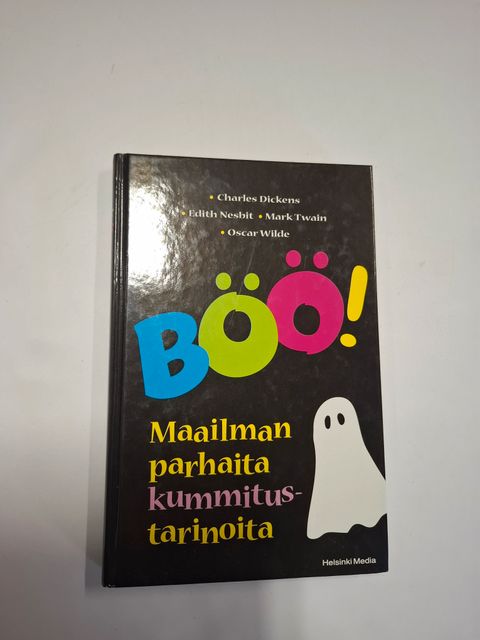 • Charles Dickens
• Edith Nesbit • Mark Twain
• Oscar Wilde
BÖÖ!
Maailman
parhaita
kummitus-
tarinoita
Helsinki Media